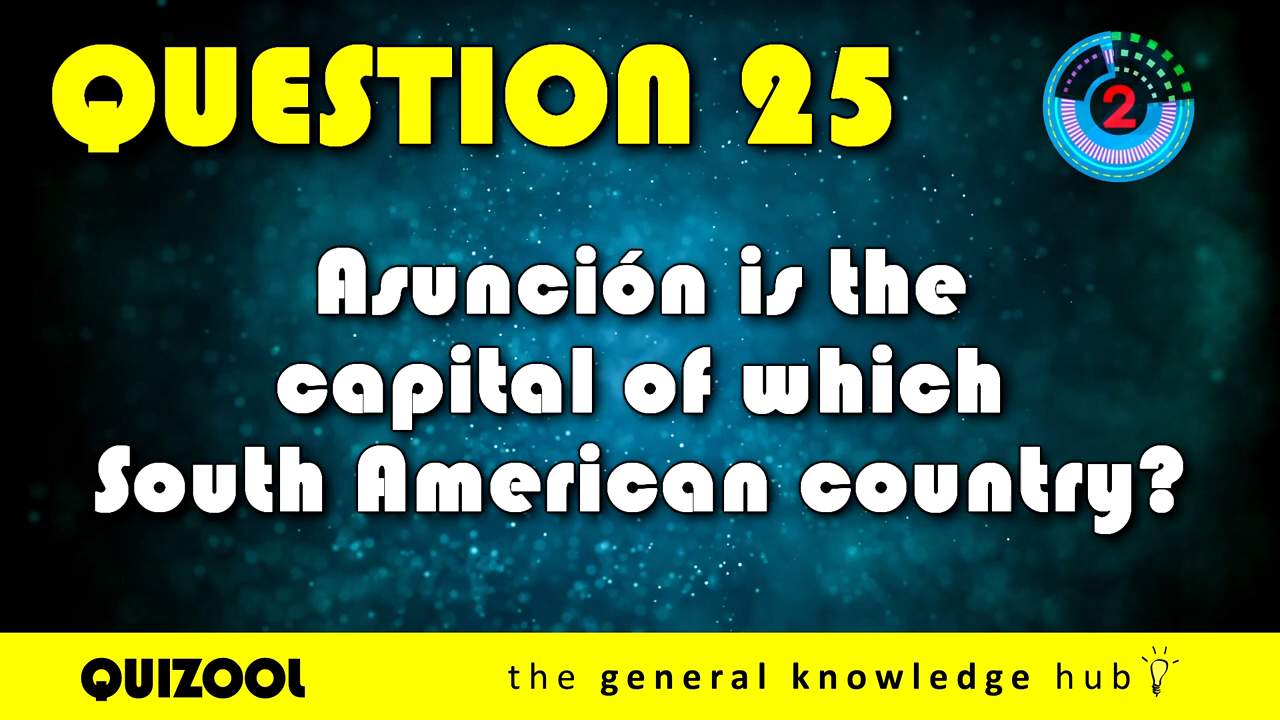 QUESTION 25
2
Asunción is the
capital of which
South American country?
QUIZOOL
the general knowledge hub